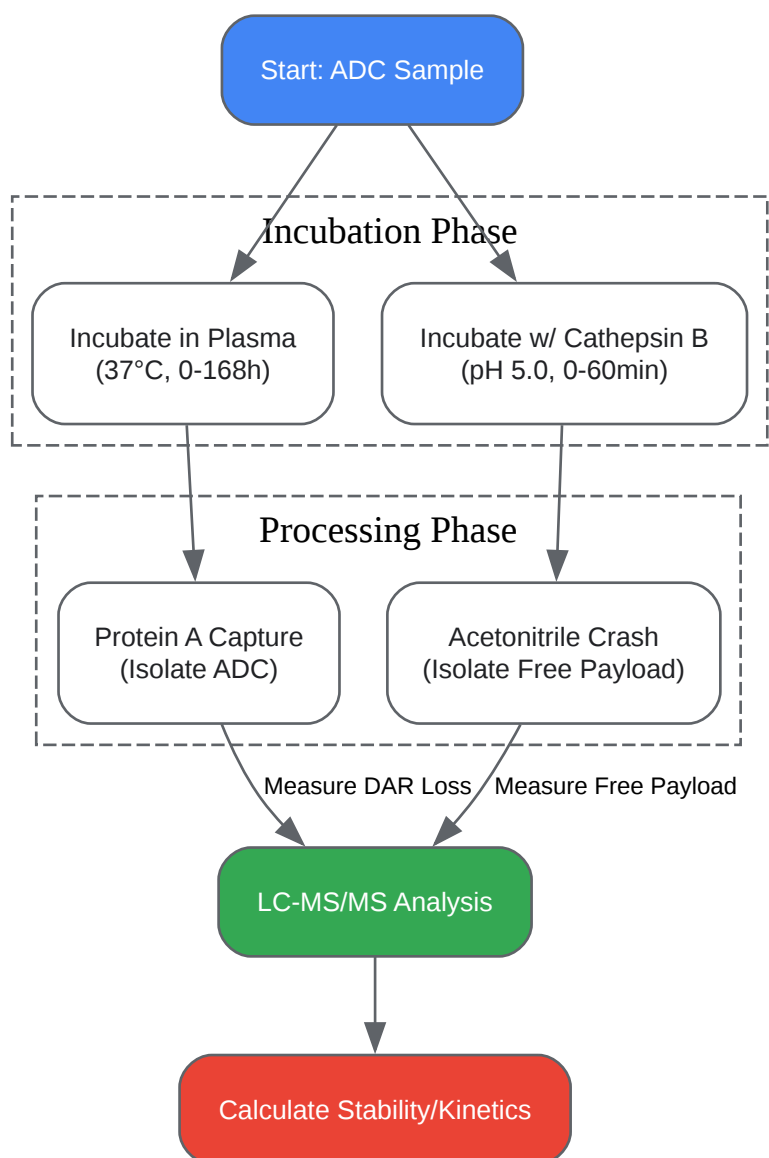 Start: ADC Sample
Incubation Phase
Incubate in Plasma
(37°C, 0-168h)
Incubate w/ Cathepsin B
(pH 5.0, 0-60min)
Processing Phase
Protein A Capture
(Isolate ADC)
Acetonitrile Crash
(Isolate Free Payload)
Measure DAR Loss
Measure Free Payload
LC-MS/MS Analysis
Calculate Stability/Kinetics